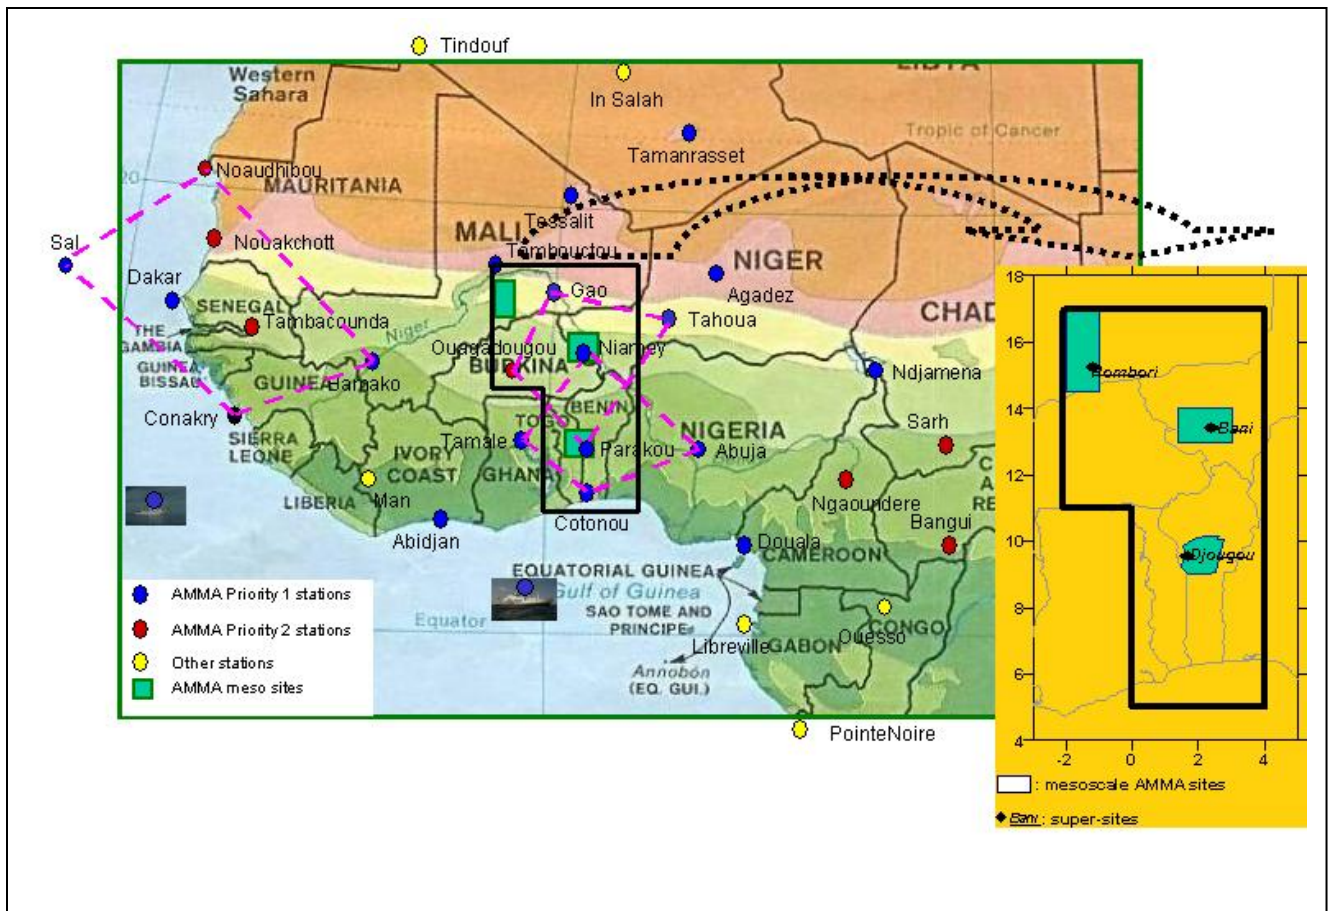 Tindouf
LIBYA
Western
Sahara
In Salah
Tropic of Cancer
Tamanrasset
Noaudhibou
20
MAURITANIA
Tessalit
Sal
Nouakchott
MALI
Tombouctou
NIGER
Dakar
Agadez
Gao
SENEGAL
CHAD
Tambacounda
Niger
Tahoua
THE
GAMBIA
Ouagadougou
Niamey
GUINEA
BISSAU
BURKINA
Ndjamena
GUINEA
Bamako
(BENIN)
Conakry
TOGO
Sarh
SIERRA
LEONE
Tamale
NIGERIA
IVORY
COAST
Parakou
Abuja
GHANA
C
A
RE
Man
Ngaoundere
LIBERIA
Cotonou
Bangui
Abidjan
Douala
CAMEROON
EQUATORIAL GUINEA
Gulf of Guinea
SAO TOME AND
PRINCIPE
Equator
CONGO
Ouesso
Libreville
GABON
Annobón
(EQ. GUI.)
PointeNoire
AMMA Priority 1 stations
AMMA Priority 2 stations
Other stations
AMMA meso sites
18
16
Hombori
14
Bani
12
10
Djougou
8
6
4
-2 0 2 4
: mesoscale AMMA sites
Bani : super-sites